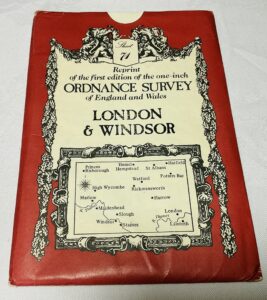 Sheet
71
Reprint
of the first edition of the one-inch
ORDNANCE SURVEY
of England and Wales
LONDON
& WINDSOR
Princes Risborough
Hemel Hempstead
St Albans
Hatfield
Potters Bar
Watford
High Wycombe
Rickmansworth
Marlow
Harrow
Maidenhead
Slough
London
Windsor
Staines